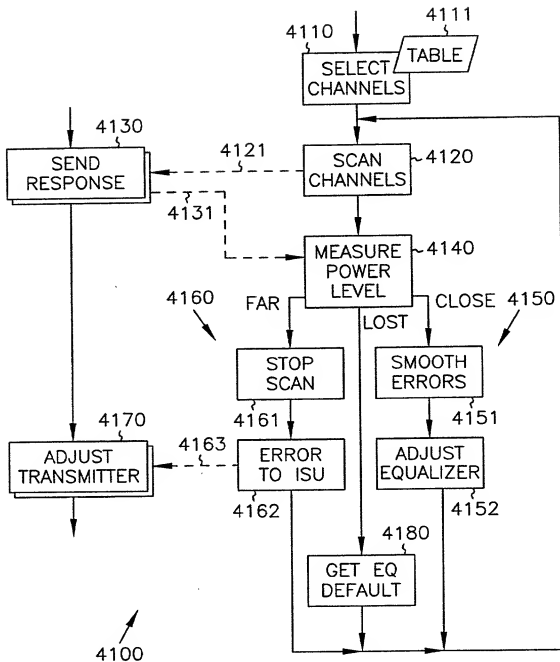 4110
4111
TABLE
SELECT
CHANNELS
4130
SEND
RESPONSE
4121
4131
SCAN
CHANNELS
4120
MEASURE
POWER
LEVEL
4140
4160
FAR
LOST
CLOSE
4150
STOP
SCAN
4161
SMOOTH
ERRORS
4151
4170
ADJUST
TRANSMITTER
4163
ERROR
TO ISU
4162
ADJUST
EQUALIZER
4152
4180
GET EQ
DEFAULT
4100